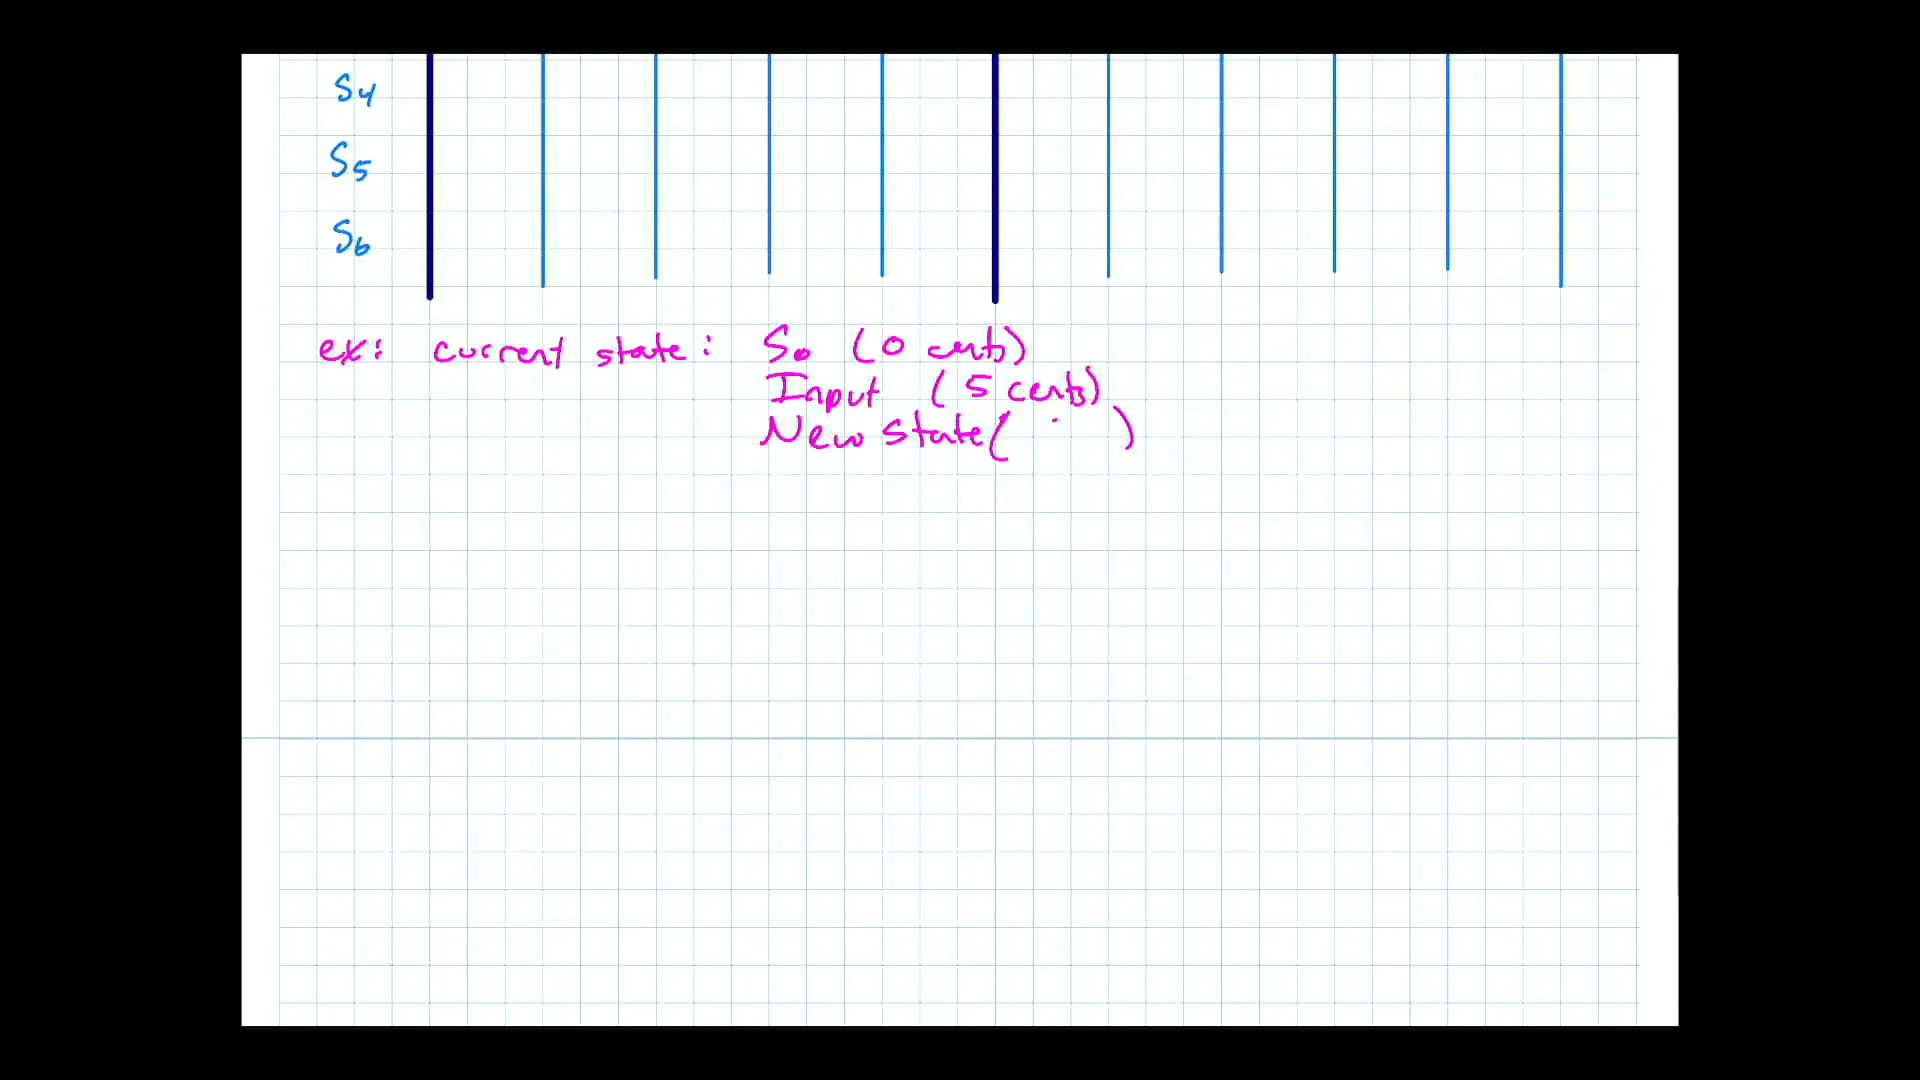 S4
S5
S6
ex: current state: S0 (0 cents)
Input (5 cents)
New state( )